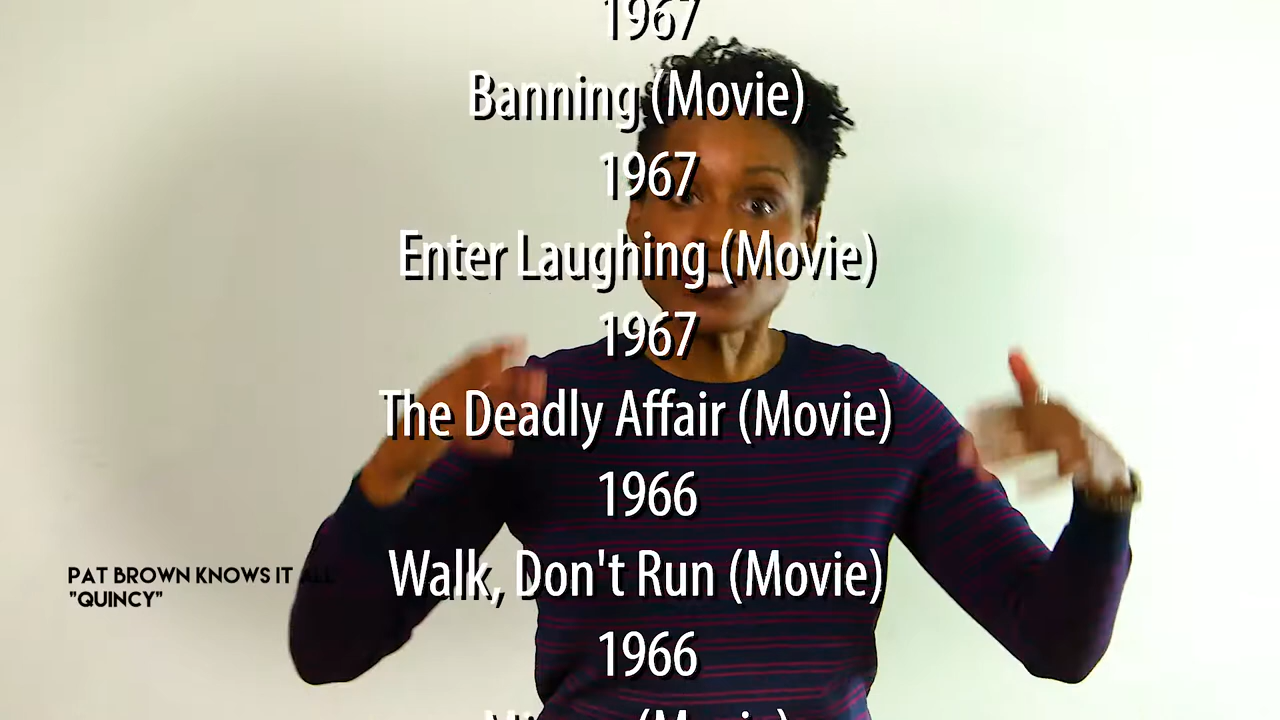 1967
Banning (Movie)
1967
Enter Laughing (Movie)
1967
The Deadly Affair (Movie)
1966
Walk, Don't Run (Movie)
1966
(Movie)
PAT BROWN KNOWS IT ALL
"QUINCY"